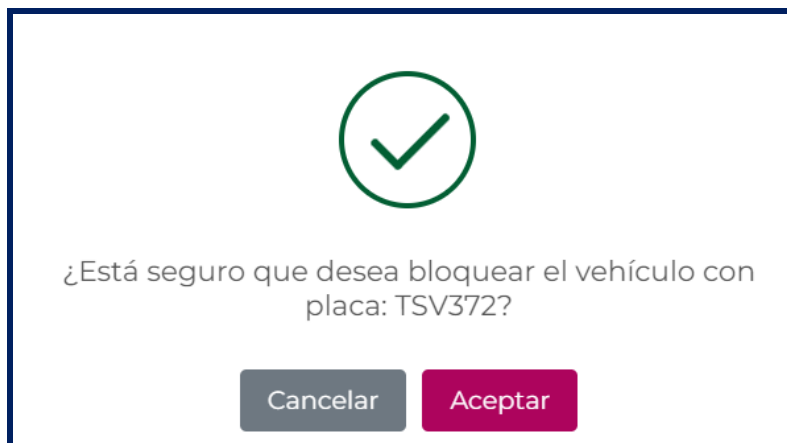 ¿Está seguro que desea bloquear el vehículo con
placa: TSV372?
Cancelar
Aceptar